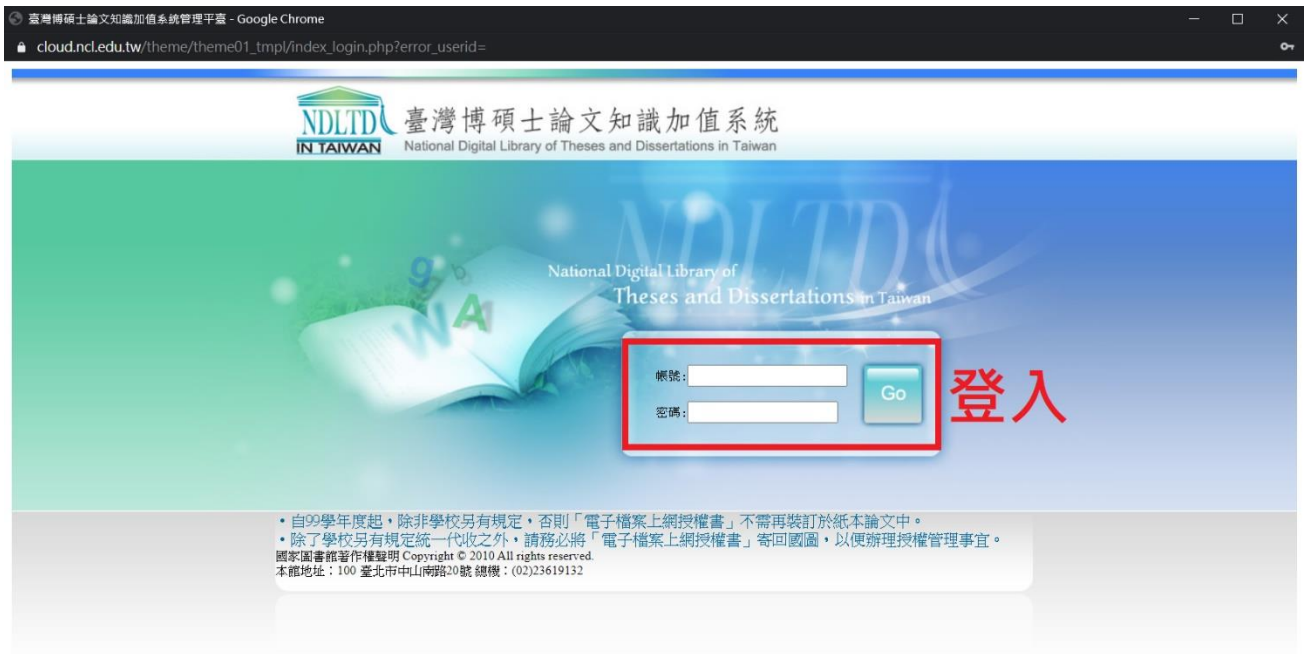 臺灣博碩士論文知識加值系統管理平臺 - Google Chrome
cloud.ncl.edu.tw/theme/theme01_tmpl/index_login.php?error_userid=
NDLTD
IN TAIWAN
臺灣博碩士論文知識加值系統
National Digital Library of Theses and Dissertations in Taiwan
NDLTD
National Digital Library of
Theses and Dissertations in Taiwan
g
b
W
A
帳號:
密碼:
Go
登入
•自99學年度起,除非學校另有規定,否則「電子檔案上網授權書」不需再裝訂於紙本論文中。
•除了學校另有規定統一代收之外,請務必將「電子檔案上網授權書」寄回國圖,以便辦理授權管理事宜。
國家圖書館著作權聲明 Copyright © 2010 All rights reserved.
本館地址:100 臺北市中山南路20號 總機:(02)23619132